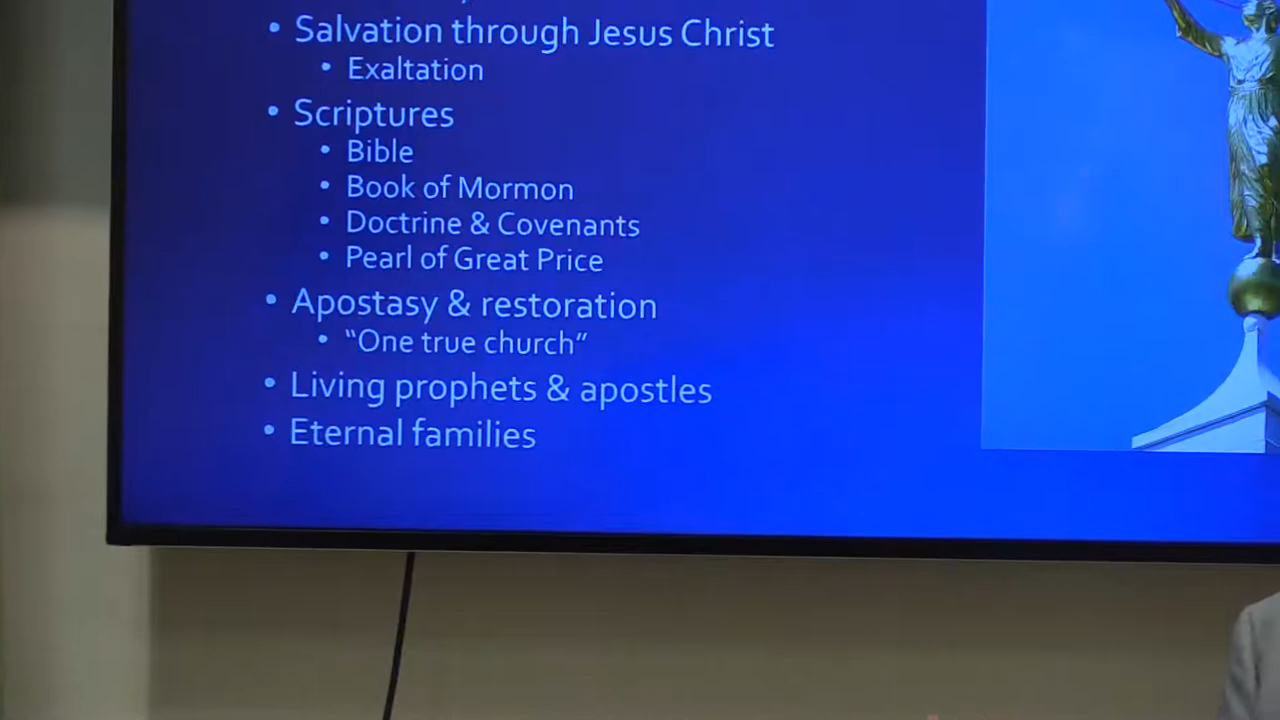 • Salvation through Jesus Christ
• Exaltation
• Scriptures
• Bible
• Book of Mormon
• Doctrine & Covenants
• Pearl of Great Price
• Apostasy & restoration
• “One true church”
• Living prophets & apostles
• Eternal families